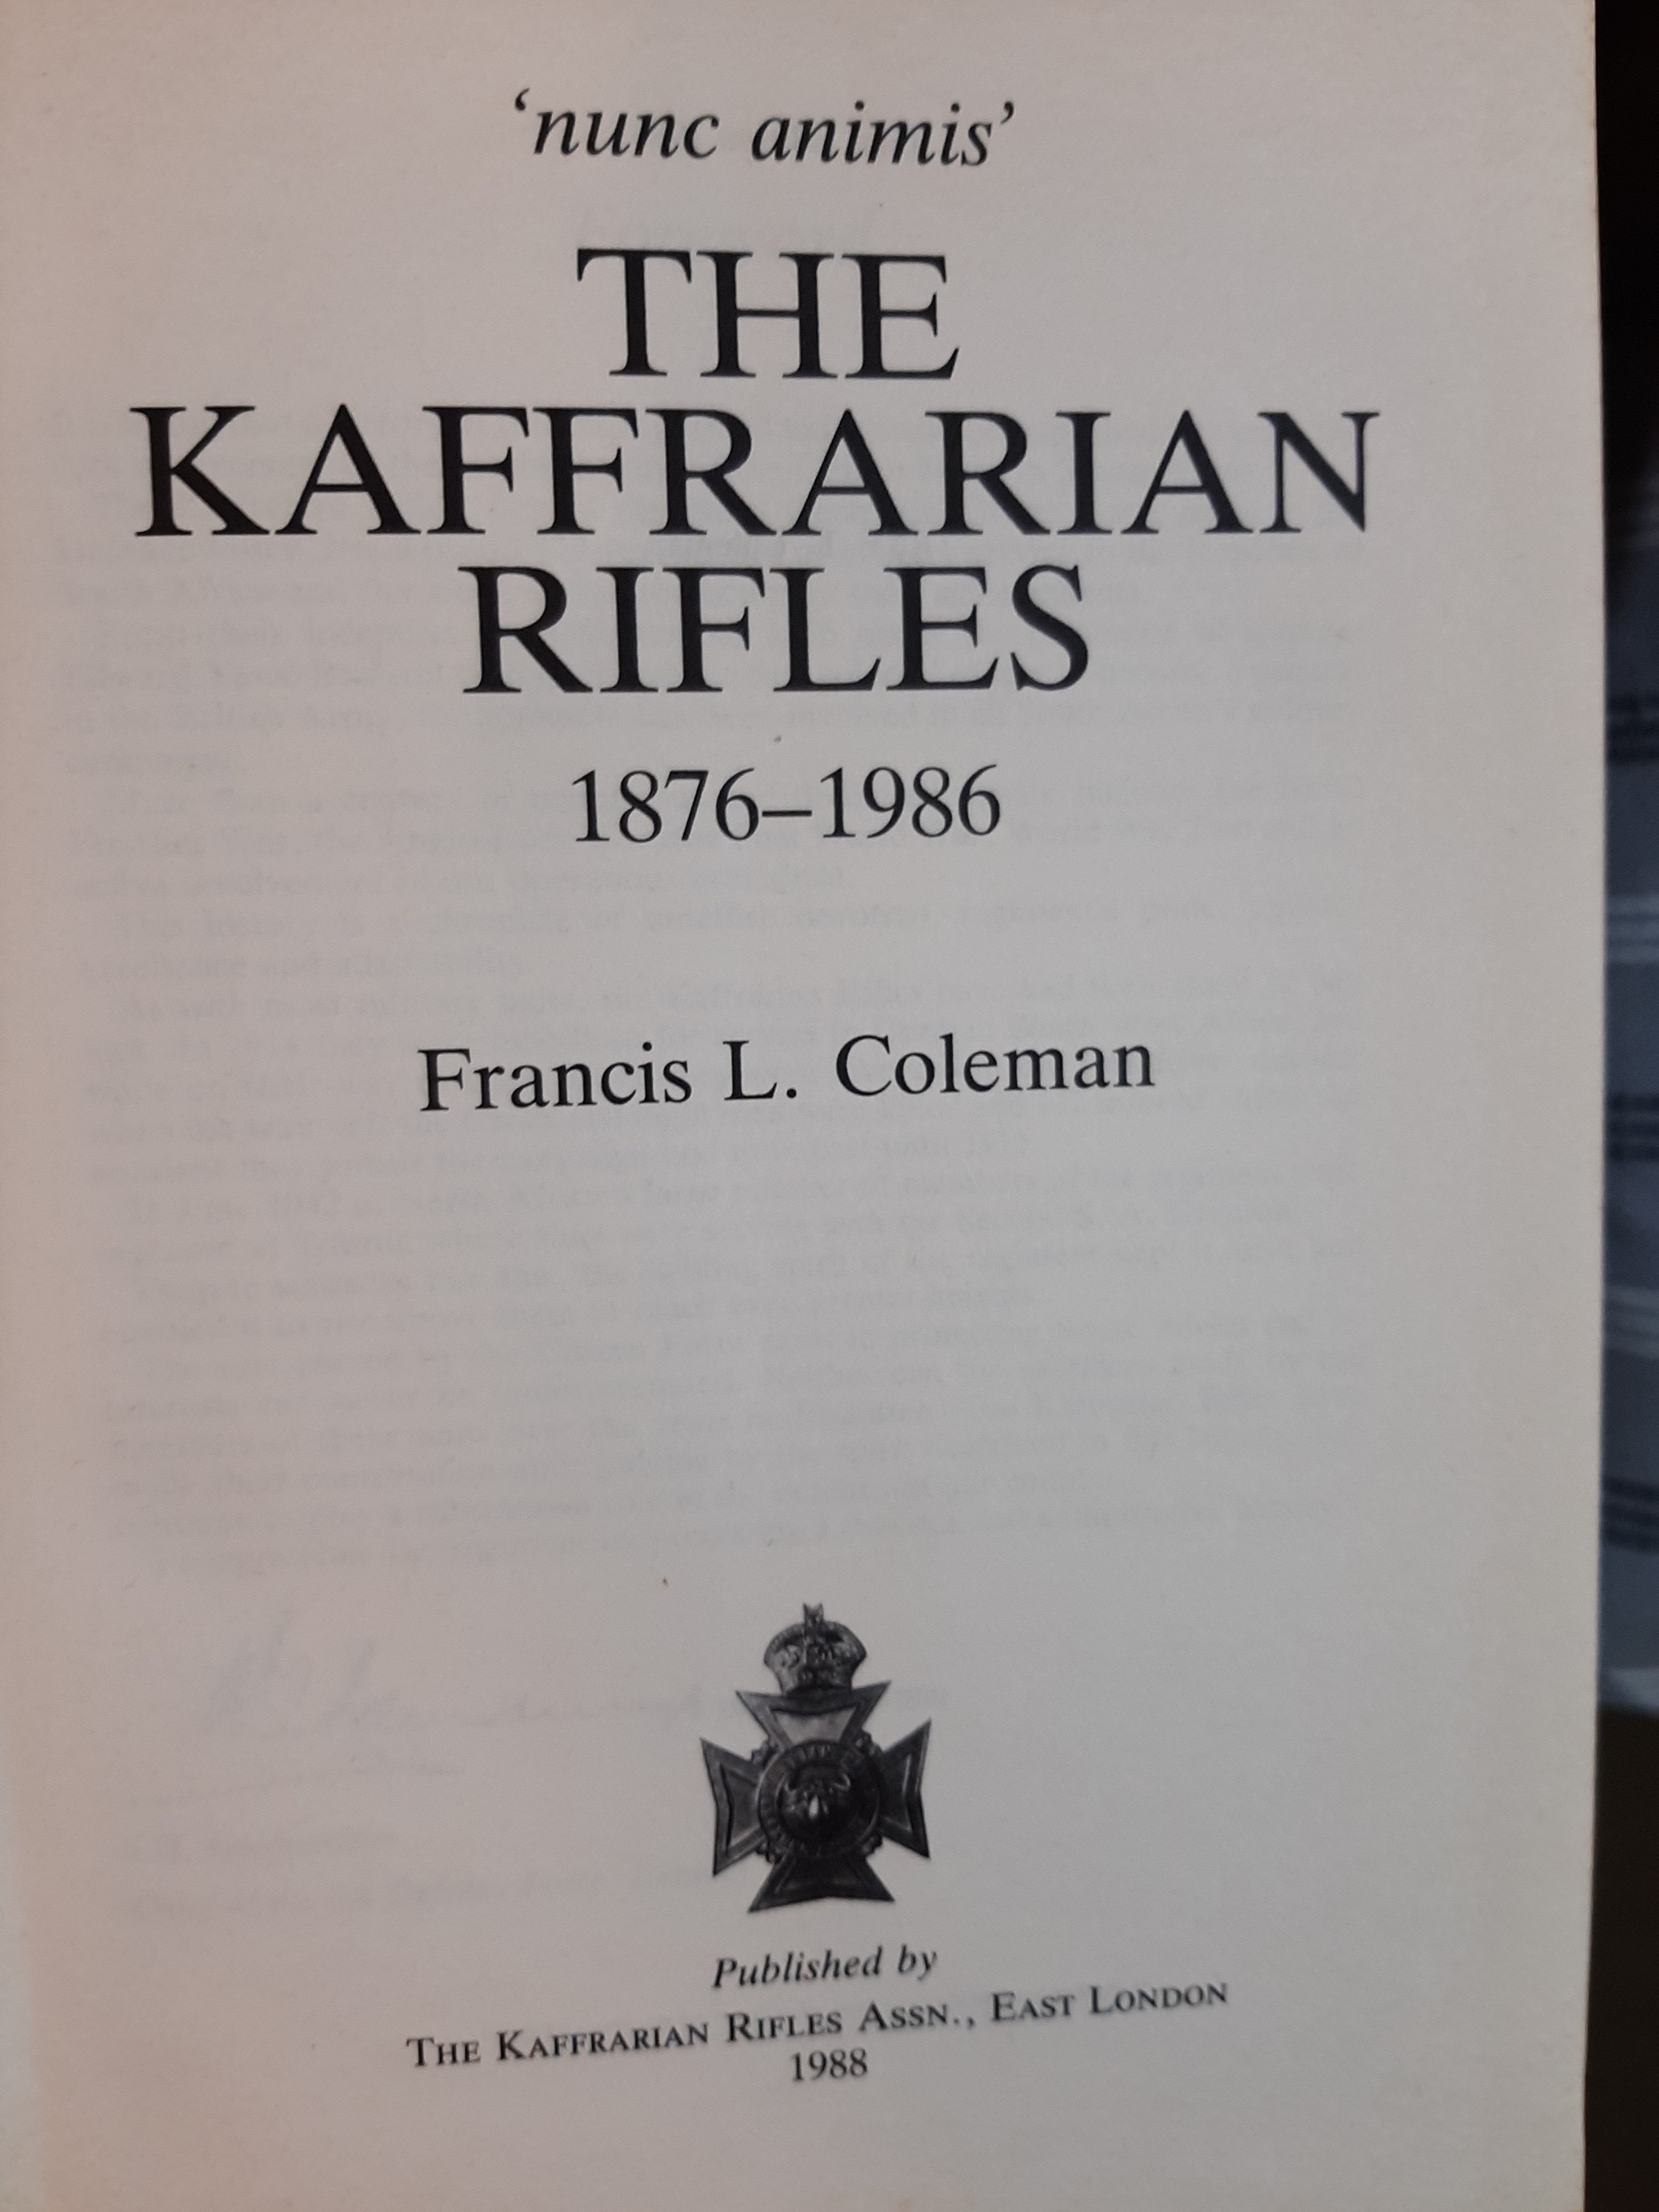 ‘nunc animis’
THE
KAFFRARIAN
RIFLES
1876–1986
Francis L. Coleman
Published by
THE KAFFRARIAN RIFLES ASSN., EAST LONDON
1988